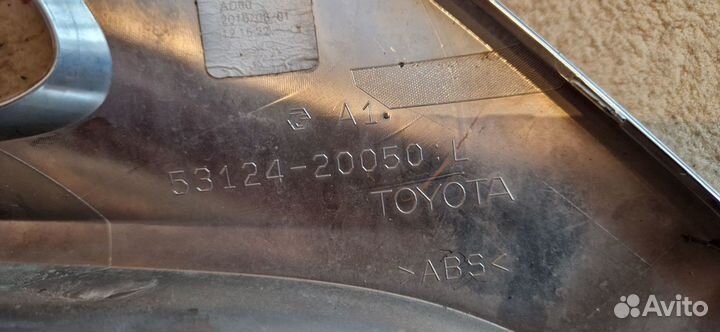 A1
53124-20050 L
TOYOTA
>ABS<
Avito